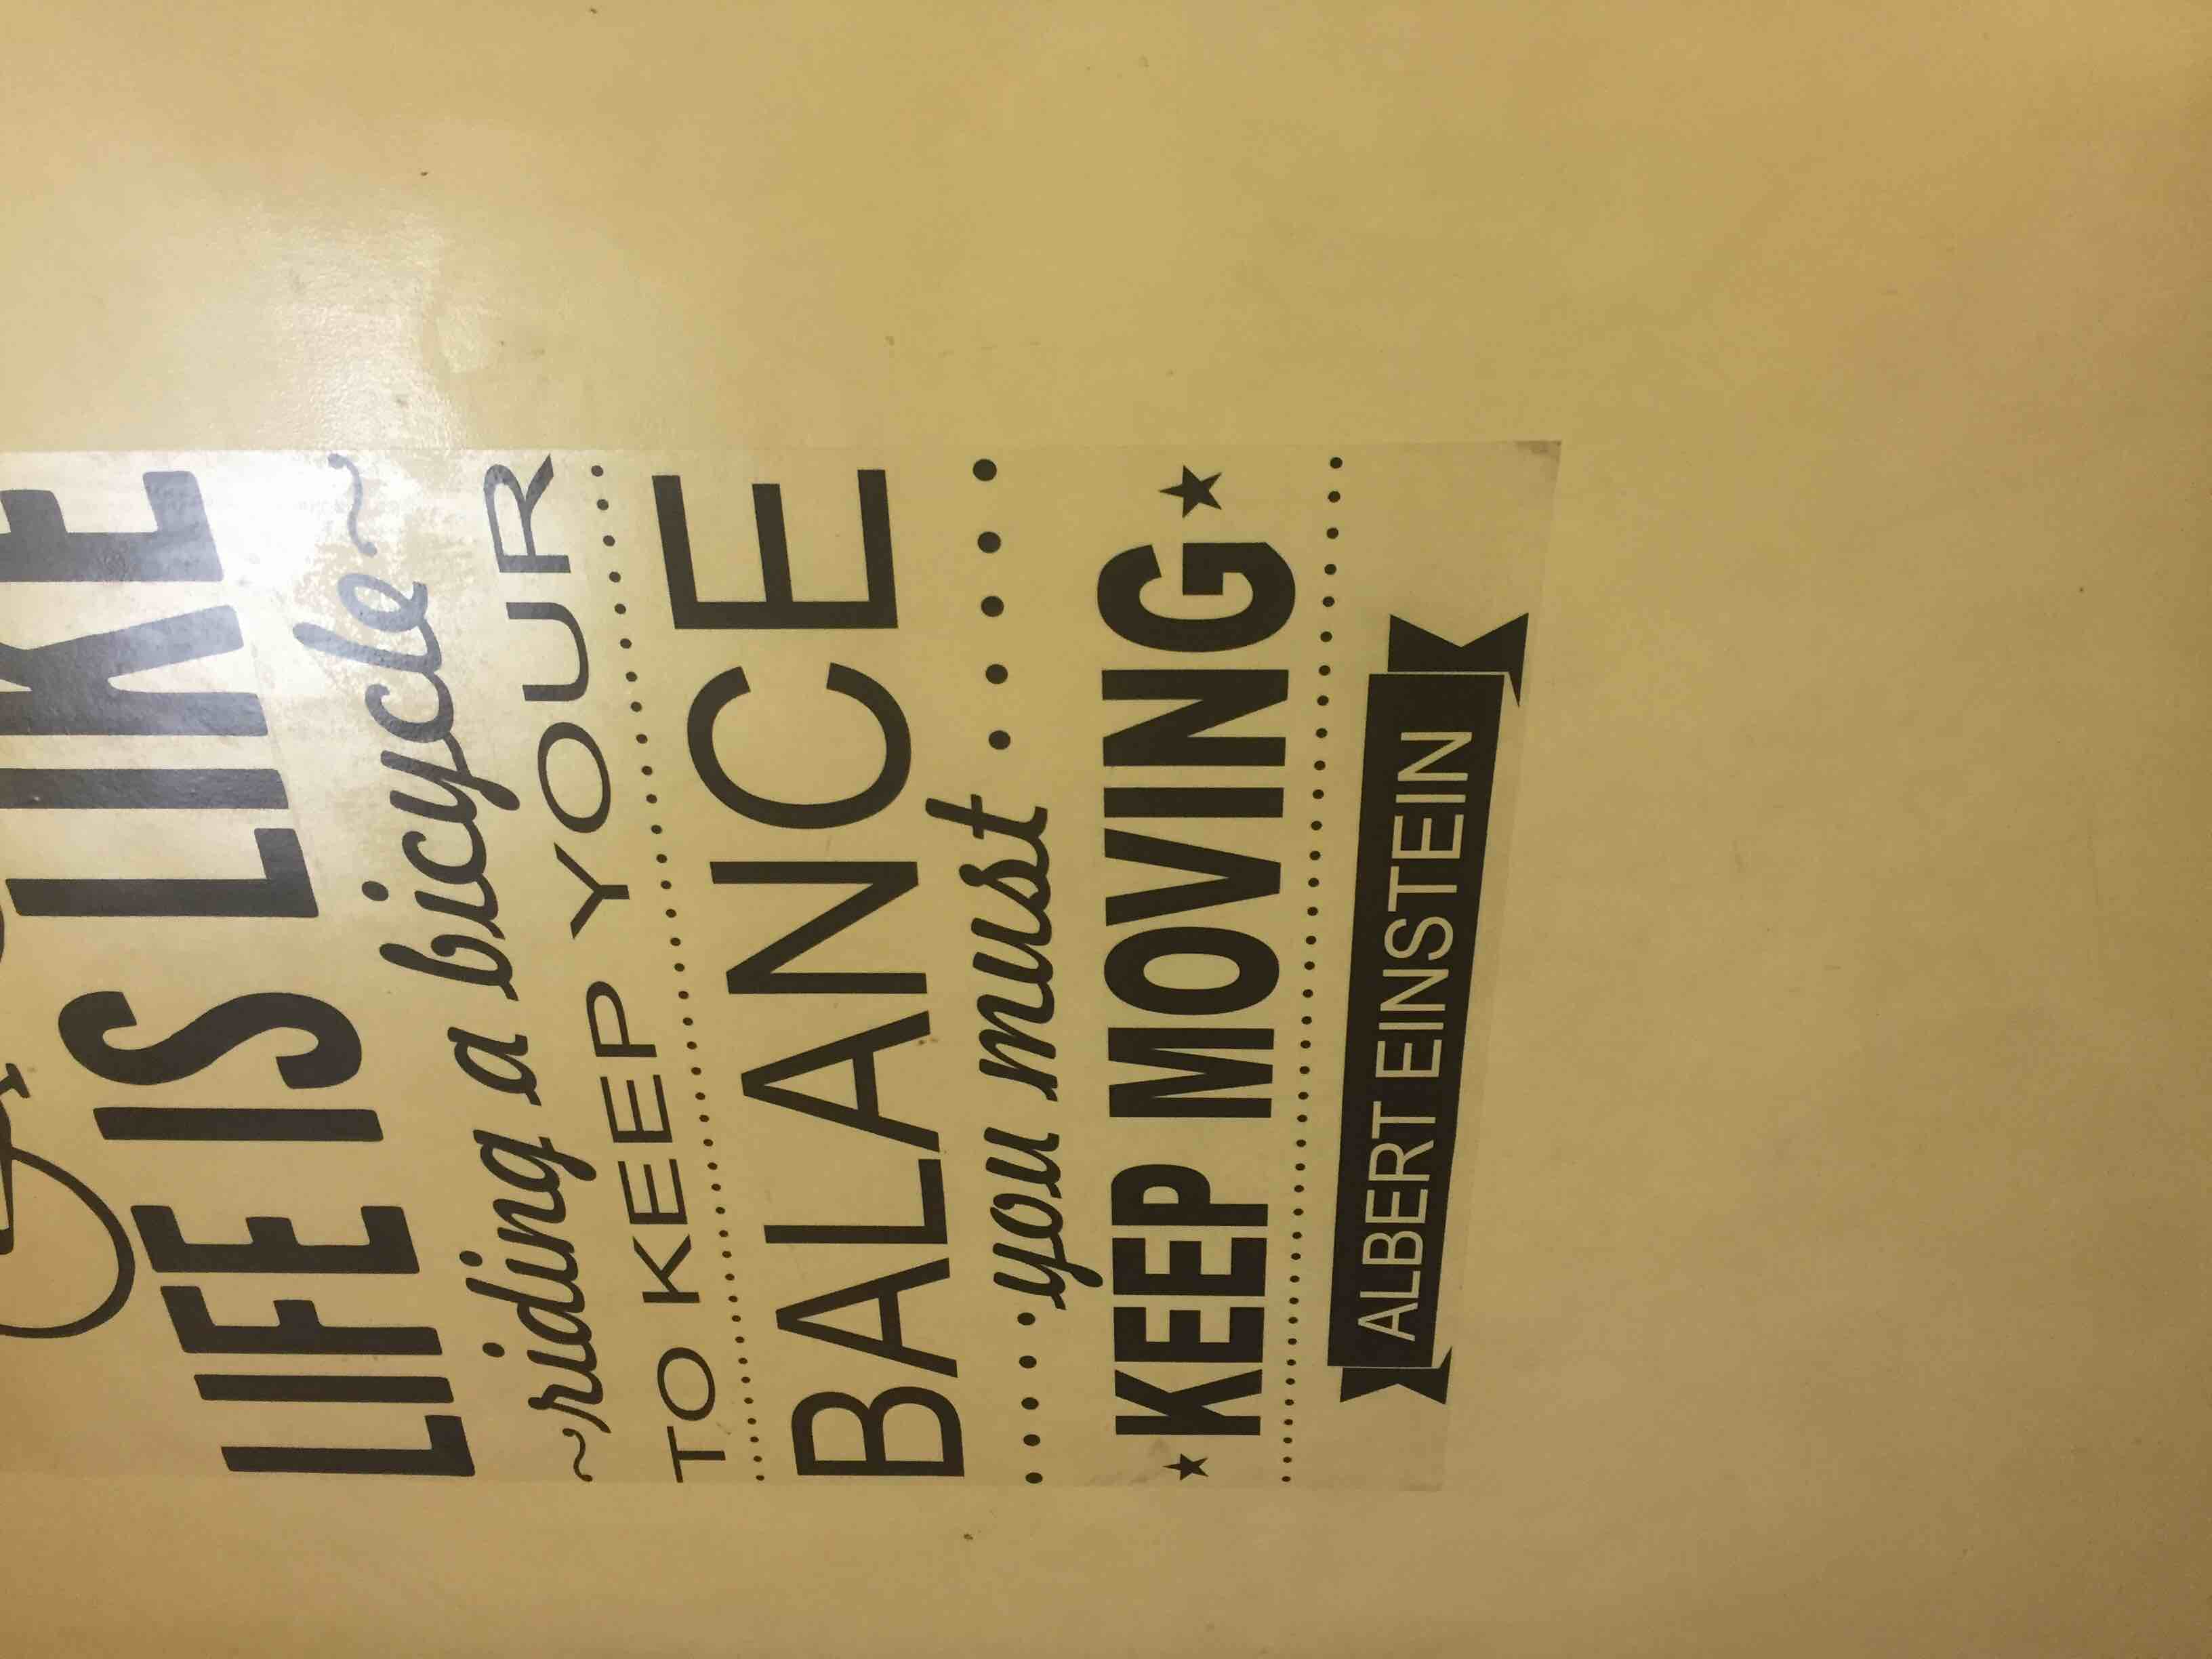 LIFE IS LIKE
~riding a bicycle~
TO KEEP YOUR
BALANCE
you must
KEEP MOVING
ALBERT EINSTEIN